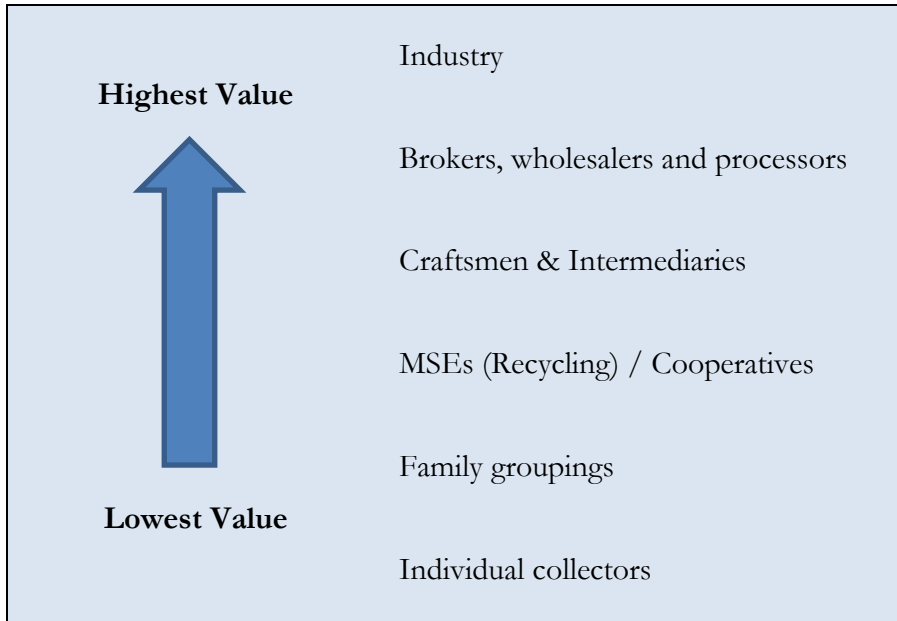 Industry
Highest Value
Brokers, wholesalers and processors
Craftsmen & Intermediaries
MSEs (Recycling) / Cooperatives
Family groupings
Lowest Value
Individual collectors